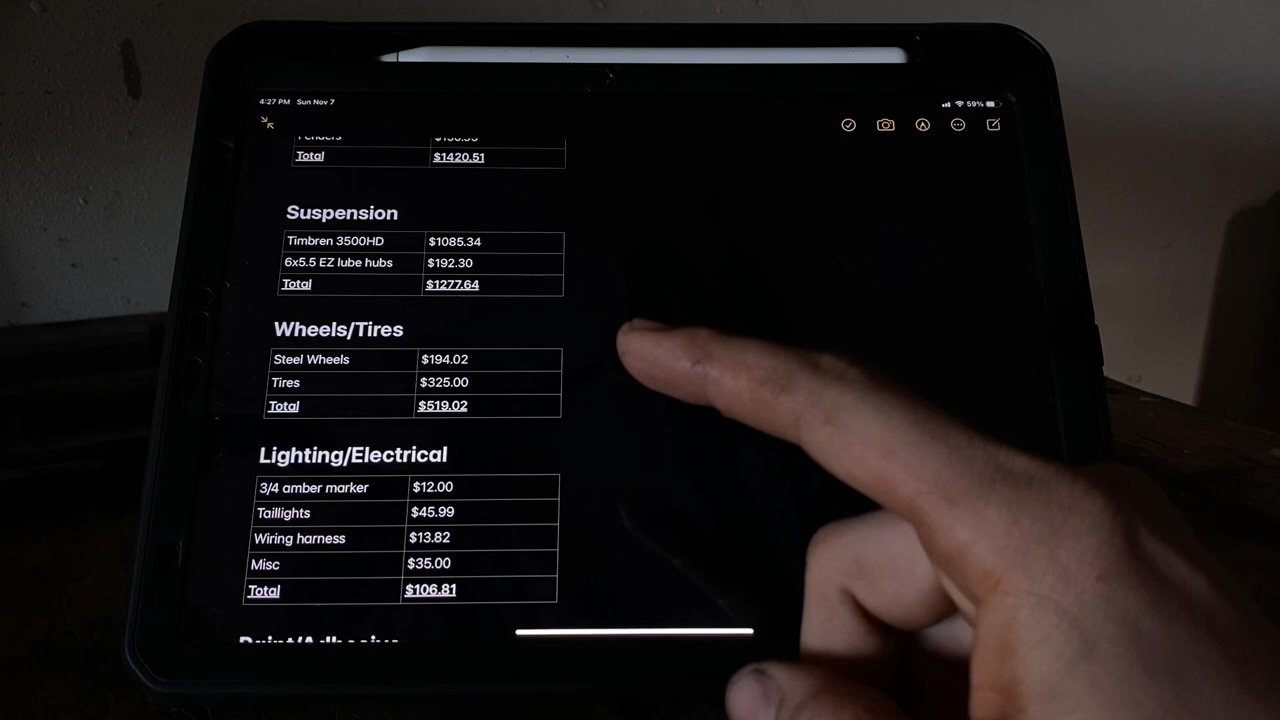 4:27 PM Sun Nov 7 59%
Fenders
Total $1420.51
Suspension
Timbren 3500HD $1085.34
6x5.5 EZ lube hubs $192.30
Total $1277.64
Wheels/Tires
Steel Wheels $194.02
Tires $325.00
Total $519.02
Lighting/Electrical
3/4 amber marker $12.00
Taillights $45.99
Wiring harness $13.82
Misc $35.00
Total $106.81
Paint/Adhesive